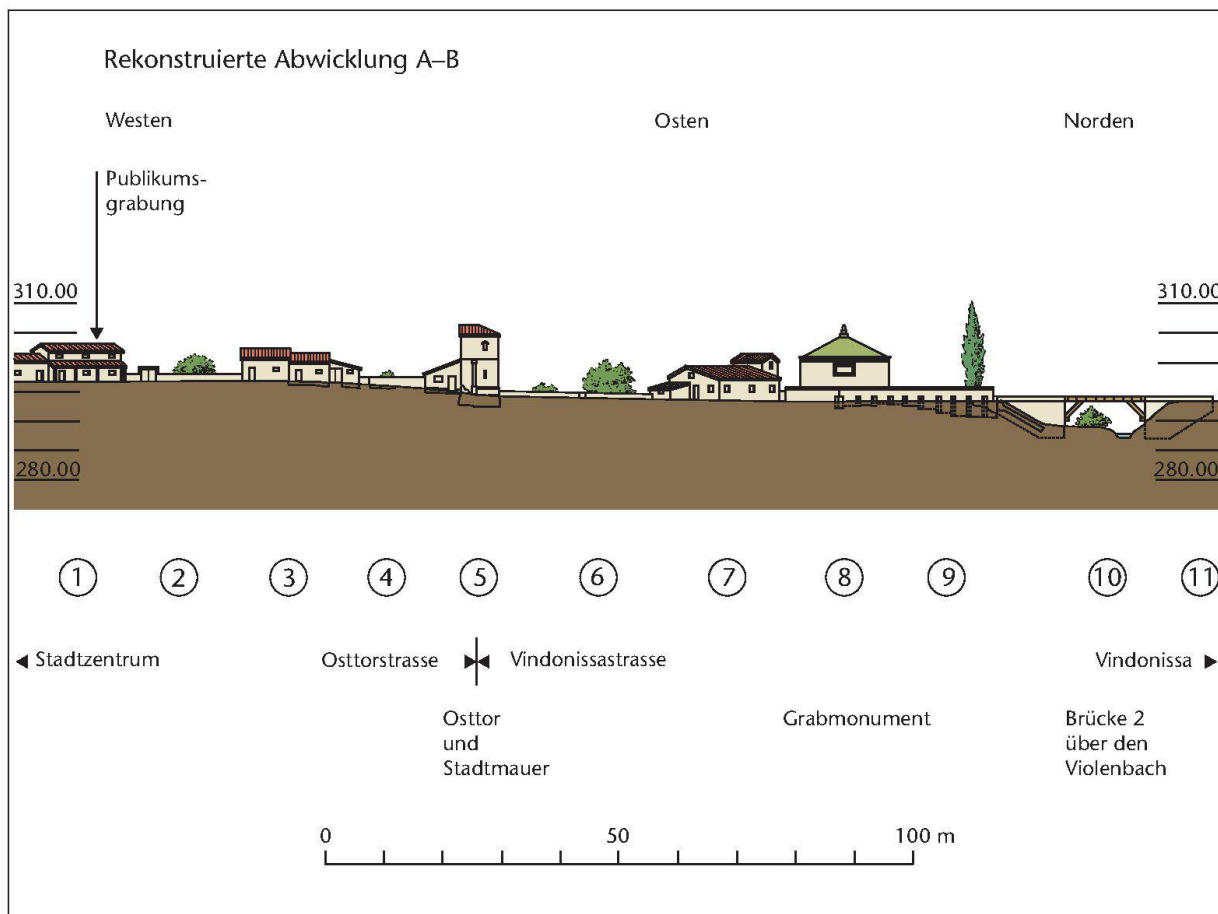 Rekonstruierte Abwicklung A–B
Westen
Osten
Norden
Publikums-
grabung
310.00
310.00
280.00
280.00
1 2 3 4 5 6 7 8 9 10 11
Stadtzentrum
Osttorstrasse
Vindonissastrasse
Vindonissa
Osttor
und
Stadtmauer
Grabmonument
Brücke 2
über den
Violenbach
0 50 100 m